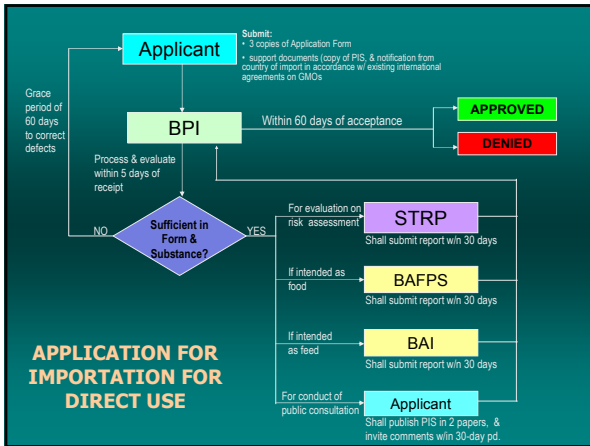 Applicant
Submit:
• 3 copies of Application Form
• support documents (copy of PIS, & notification from
country of import in accordance w/ existing international
agreements on GMOs
Grace
period of
60 days
to correct
defects
BPI
Within 60 days of acceptance
APPROVED
DENIED
Process & evaluate
within 5 days of
receipt
NO
Sufficient in
Form &
Substance?
YES
For evaluation on
risk assessment
STRP
Shall submit report w/n 30 days
If intended as
food
BAFPS
Shall submit report w/n 30 days
If intended
as feed
BAI
Shall submit report w/n 30 days
For conduct of
public consultation
Applicant
Shall publish PIS in 2 papers, &
invite comments w/in 30-day pd.
APPLICATION FOR
IMPORTATION FOR
DIRECT USE